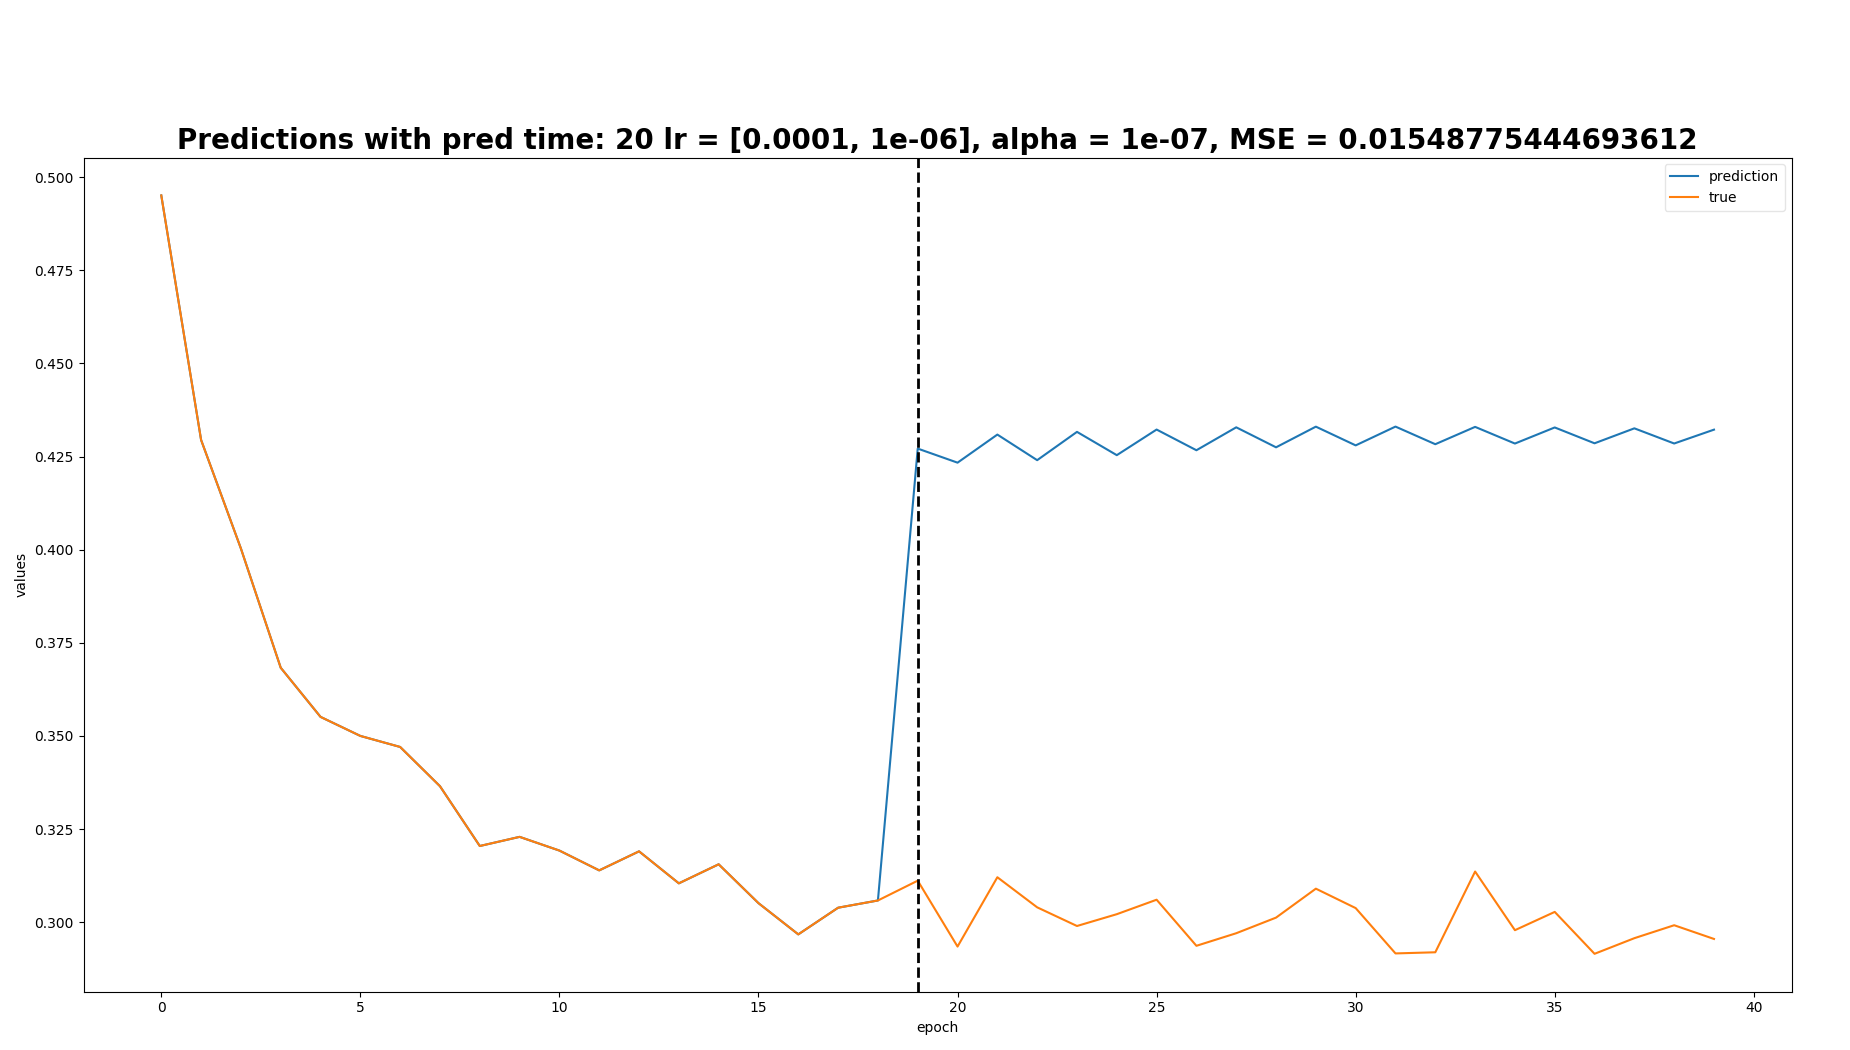 Predictions with pred time: 20 lr = [0.0001, 1e-06], alpha = 1e-07, MSE = 0.01548775444693612
prediction
true
0.500
0.475
0.450
0.425
0.400
0.375
0.350
0.325
0.300
values
0 5 10 15 20 25 30 35 40
epoch